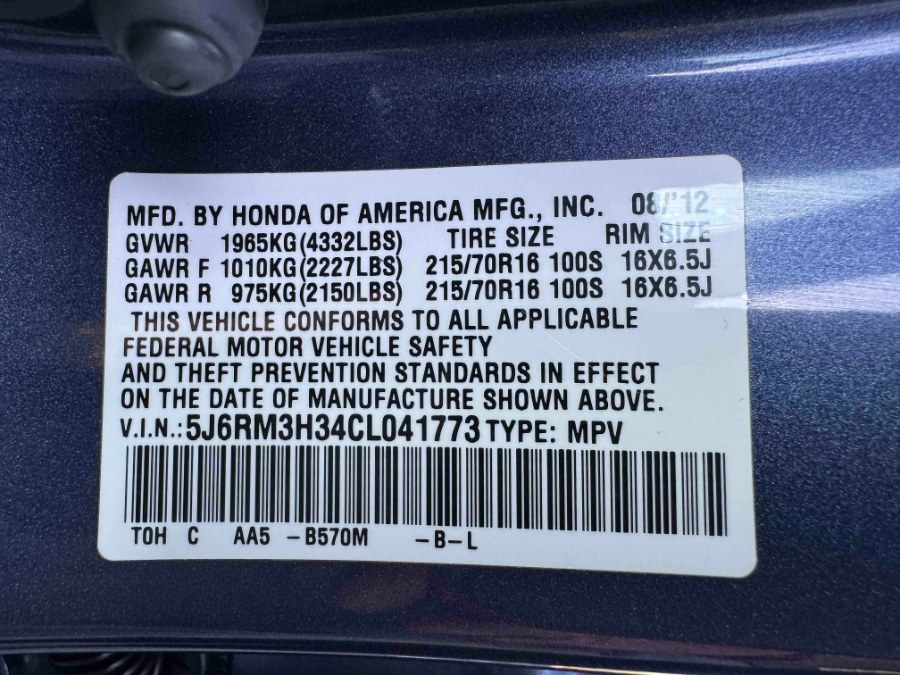 MFD. BY HONDA OF AMERICA MFG., INC. 08/'12
GVWR 1965KG(4332LBS) TIRE SIZE RIM SIZE
GAWR F 1010KG(2227LBS) 215/70R16 100S 16X6.5J
GAWR R 975KG(2150LBS) 215/70R16 100S 16X6.5J
THIS VEHICLE CONFORMS TO ALL APPLICABLE
FEDERAL MOTOR VEHICLE SAFETY
AND THEFT PREVENTION STANDARDS IN EFFECT
ON THE DATE OF MANUFACTURE SHOWN ABOVE.
V.I.N.: 5J6RM3H34CL041773 TYPE: MPV
TOH C AA5 -B570M -B-L